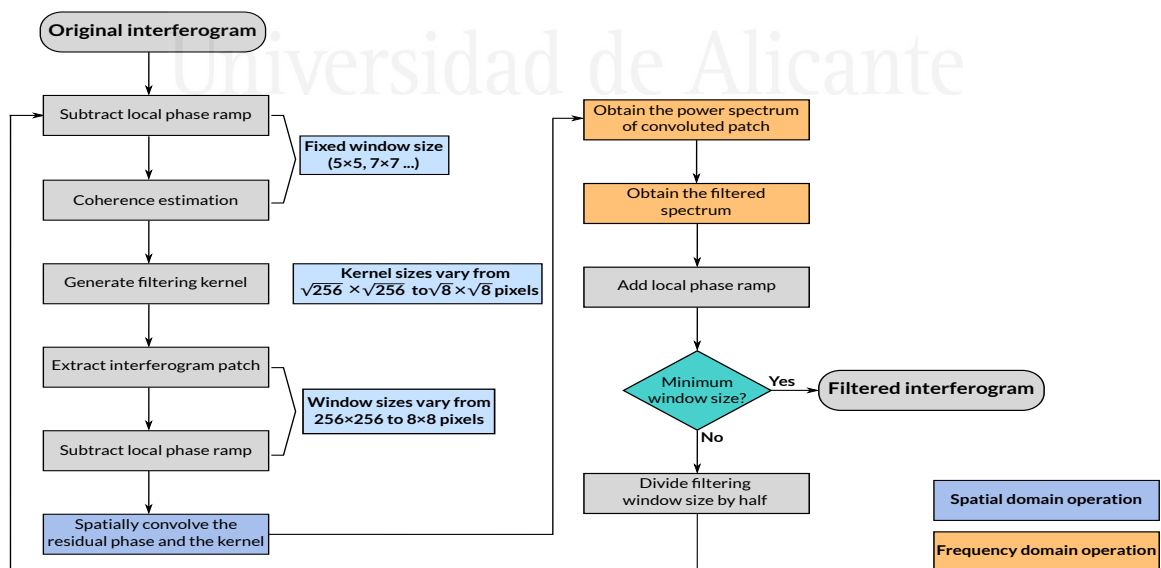 Universidad de Alicante
Original interferogram
Subtract local phase ramp
Fixed window size
(5×5, 7×7 ...)
Coherence estimation
Generate filtering kernel
Kernel sizes vary from
√256 × √256 to √8 × √8 pixels
Extract interferogram patch
Window sizes vary from
256×256 to 8×8 pixels
Subtract local phase ramp
Spatially convolve the
residual phase and the kernel
Obtain the power spectrum
of convoluted patch
Obtain the filtered
spectrum
Add local phase ramp
Minimum
window size?
Yes
Filtered interferogram
No
Divide filtering
window size by half
Spatial domain operation
Frequency domain operation